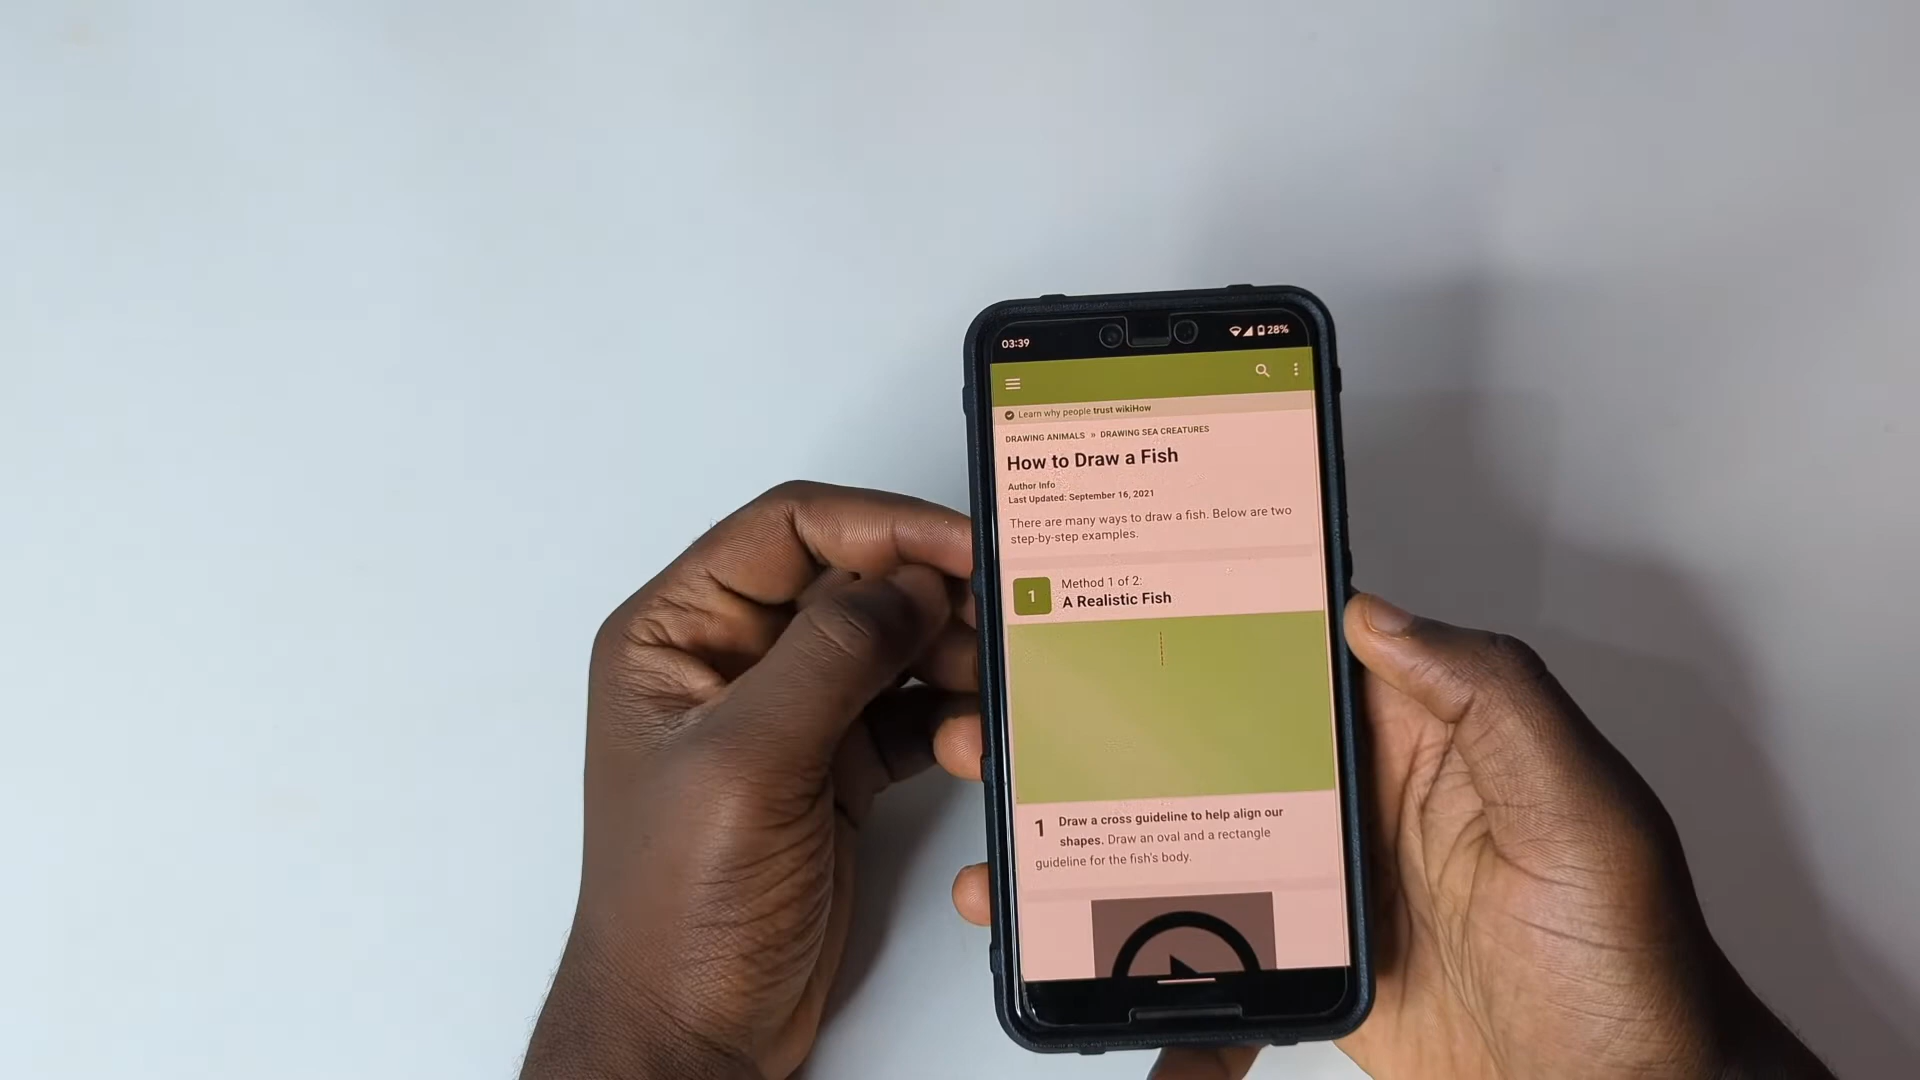 03:39
28%
Learn why people trust wikiHow
DRAWING ANIMALS » DRAWING SEA CREATURES
How to Draw a Fish
Author Info
Last Updated: September 16, 2021
There are many ways to draw a fish. Below are two
step-by-step examples.
1
Method 1 of 2:
A Realistic Fish
1
Draw a cross guideline to help align our
shapes. Draw an oval and a rectangle
guideline for the fish's body.